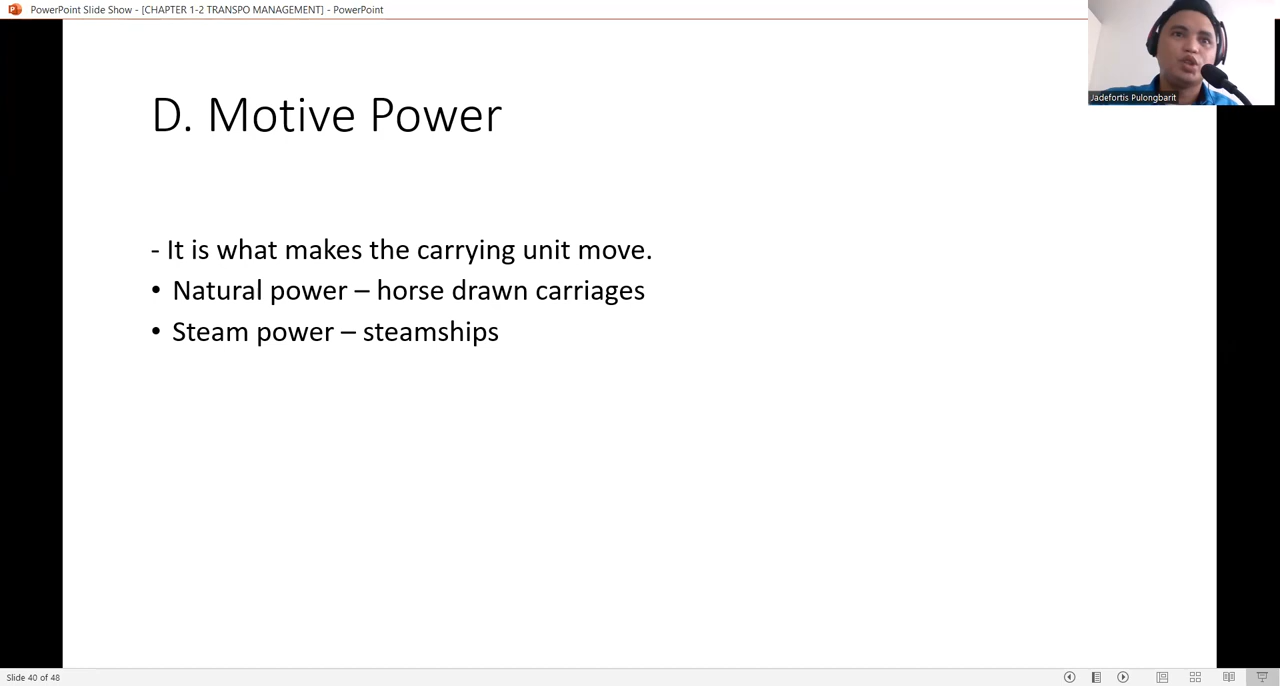 PowerPoint Slide Show - [CHAPTER 1-2 TRANSPO MANAGEMENT] - PowerPoint
Jadefortis Pulongbarit
D. Motive Power
- It is what makes the carrying unit move.
• Natural power – horse drawn carriages
• Steam power – steamships
Slide 40 of 48